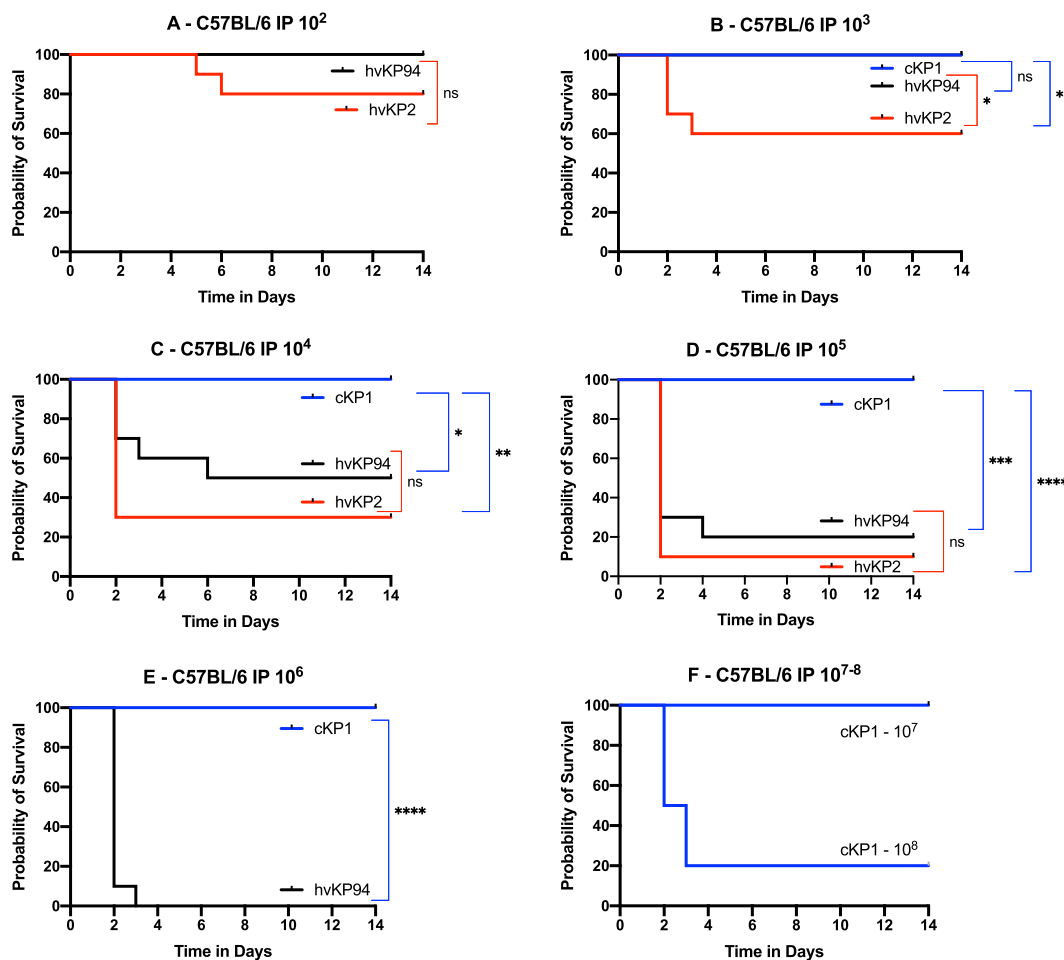 A - C57BL/6 IP 10²
Probability of Survival
100
80
60
40
20
0
hvKP94
hvKP2
ns
0 2 4 6 8 10 12 14
Time in Days
B - C57BL/6 IP 10³
Probability of Survival
100
80
60
40
20
0
cKP1
hvKP94
hvKP2
*
ns
*
0 2 4 6 8 10 12 14
Time in Days
C - C57BL/6 IP 10⁴
Probability of Survival
100
80
60
40
20
0
cKP1
hvKP94
hvKP2
ns
*
**
0 2 4 6 8 10 12 14
Time in Days
D - C57BL/6 IP 10⁵
Probability of Survival
100
80
60
40
20
0
cKP1
hvKP94
hvKP2
ns
***
****
0 2 4 6 8 10 12 14
Time in Days
E - C57BL/6 IP 10⁶
Probability of Survival
100
80
60
40
20
0
cKP1
hvKP94
****
0 2 4 6 8 10 12 14
Time in Days
F - C57BL/6 IP 10⁷⁻⁸
Probability of Survival
100
80
60
40
20
0
cKP1 - 10⁷
cKP1 - 10⁸
0 2 4 6 8 10 12 14
Time in Days